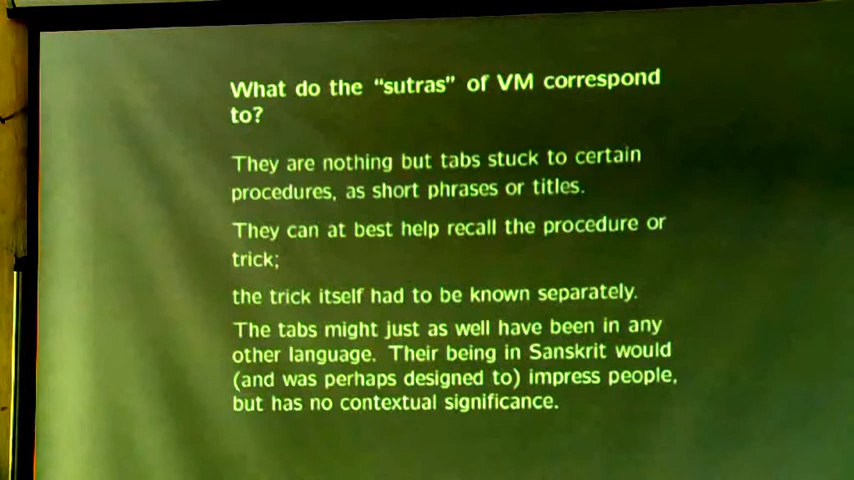 What do the “sutras” of VM correspond
to?
They are nothing but tabs stuck to certain
procedures, as short phrases or titles.
They can at best help recall the procedure or
trick;
the trick itself had to be known separately.
The tabs might just as well have been in any
other language. Their being in Sanskrit would
(and was perhaps designed to) impress people,
but has no contextual significance.